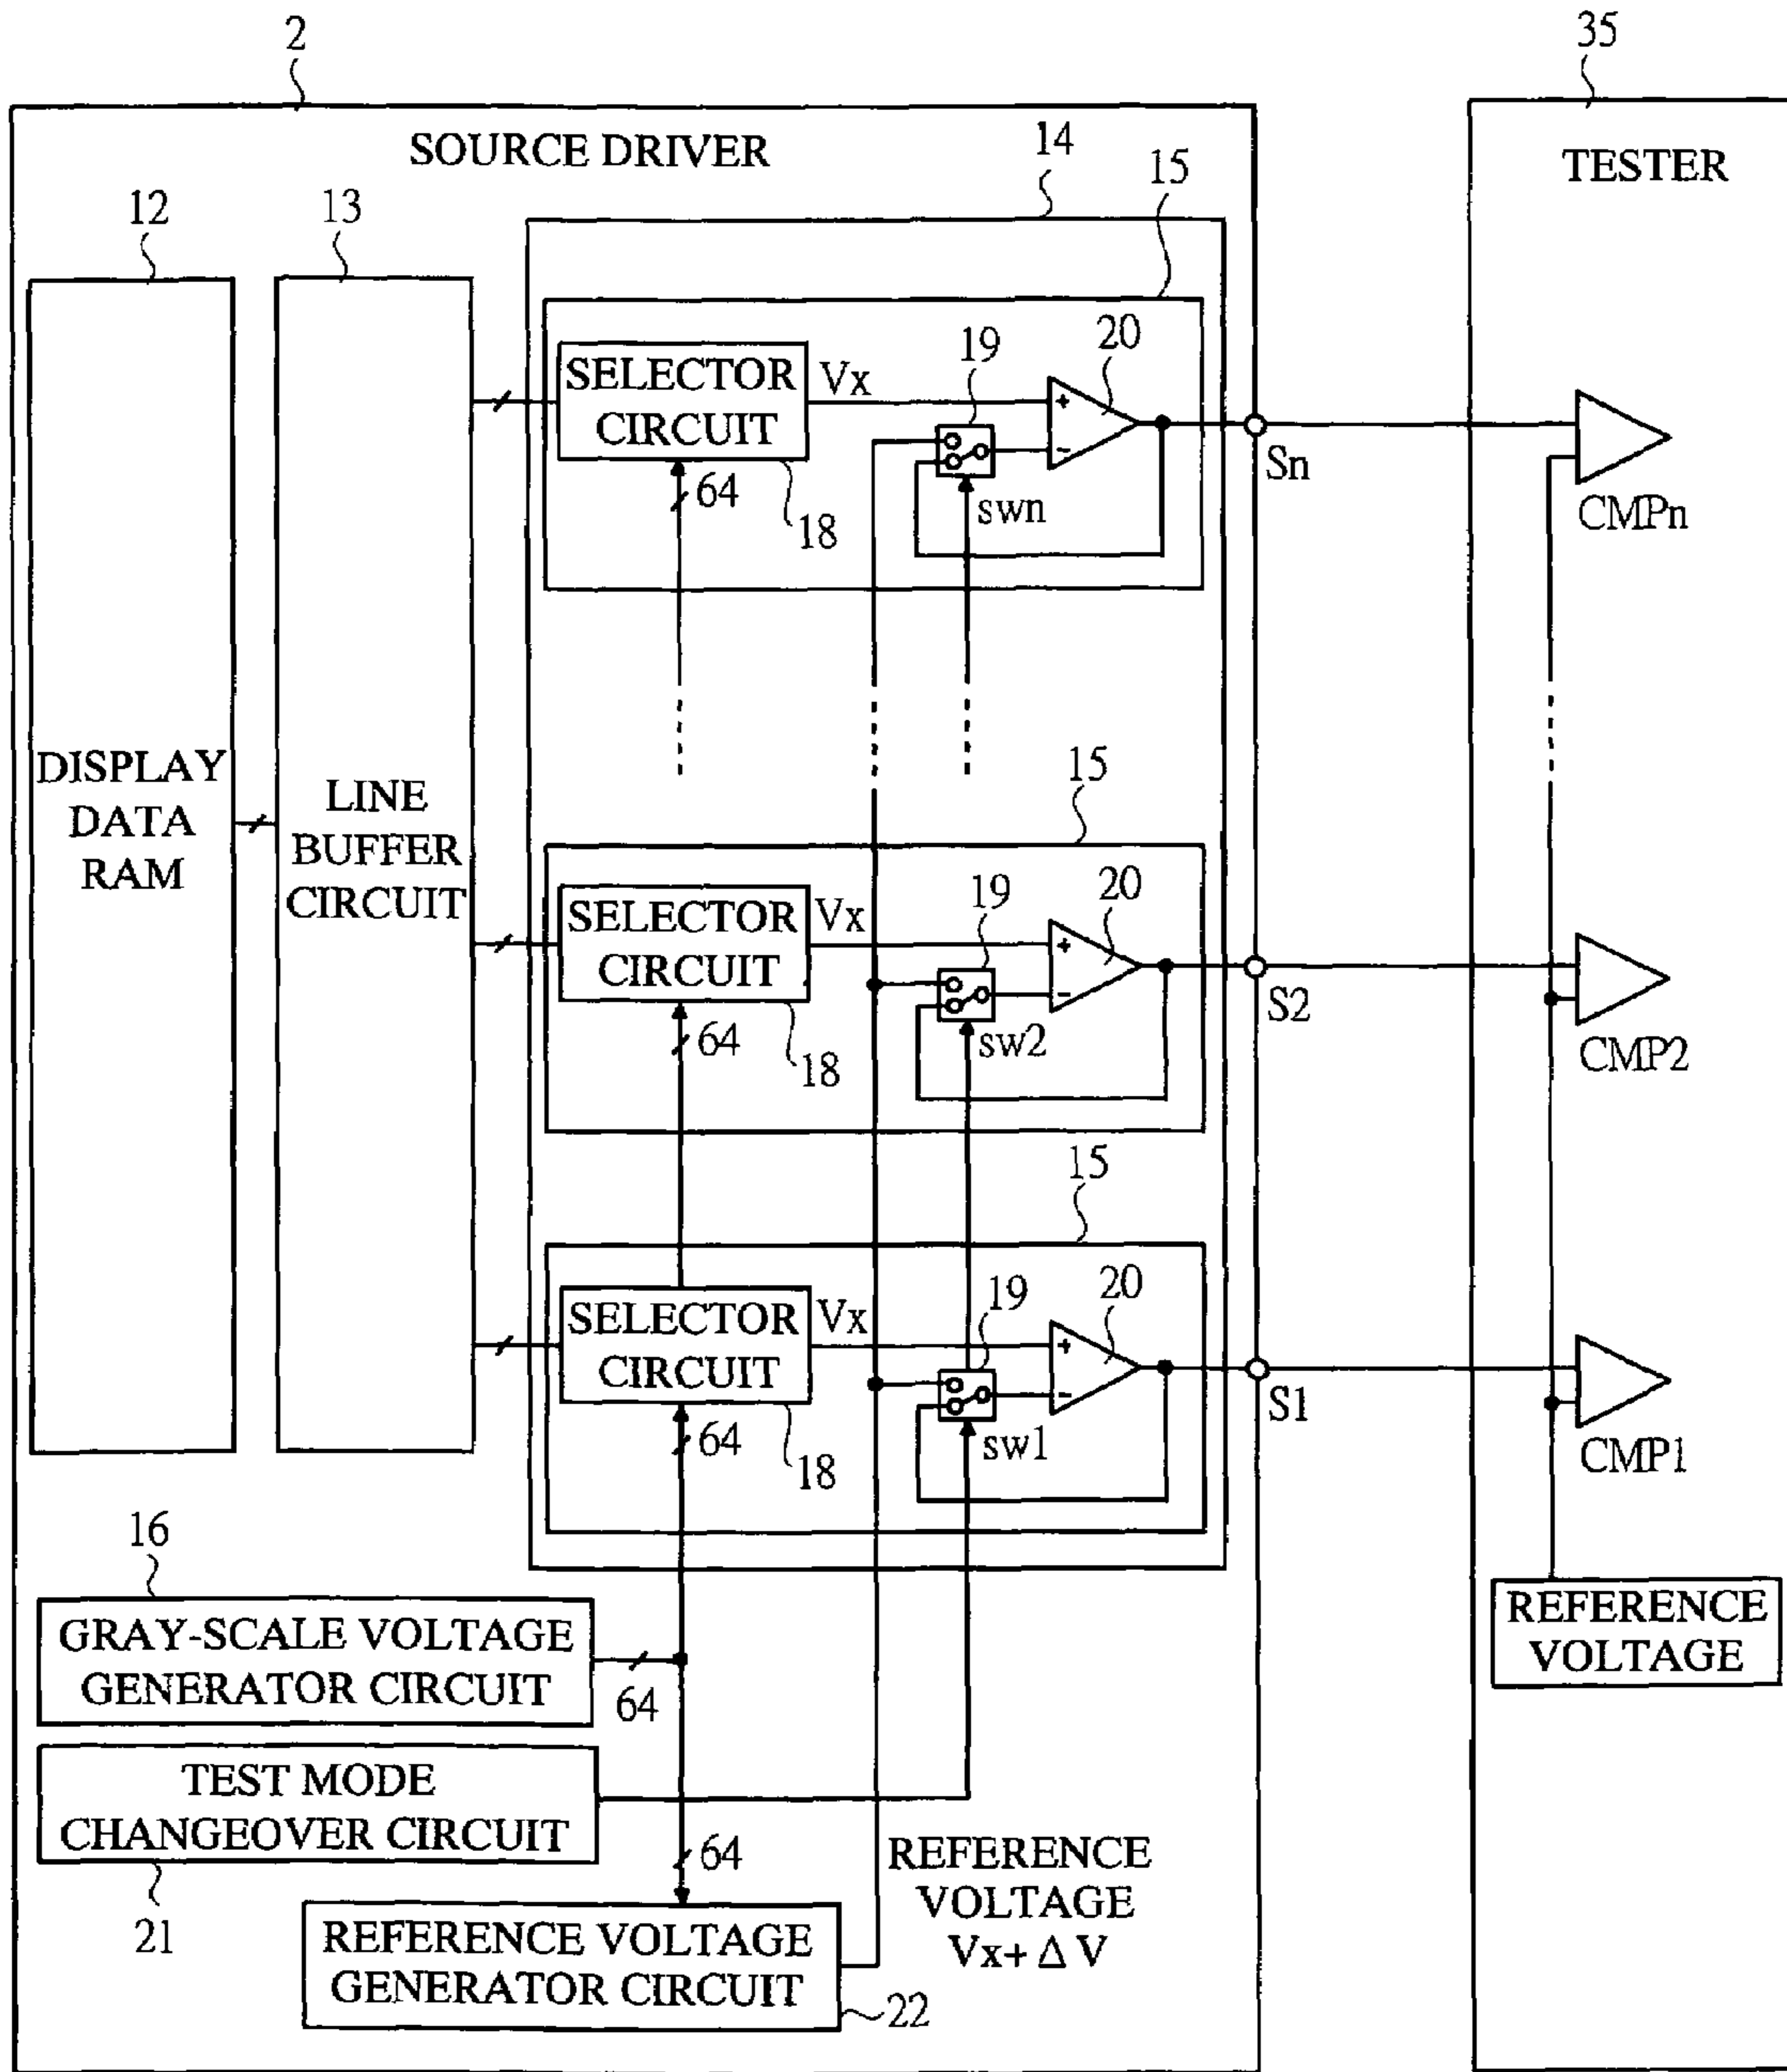 2
35
SOURCE DRIVER
TESTER
14
15
12
13
SELECTOR
CIRCUIT
Vx
19
20
64
18
swn
Sn
CMPn
DISPLAY
DATA
RAM
LINE
BUFFER
CIRCUIT
15
SELECTOR
CIRCUIT
Vx
19
20
64
18
sw2
S2
CMP2
15
SELECTOR
CIRCUIT
Vx
19
20
64
18
sw1
S1
CMP1
16
GRAY-SCALE VOLTAGE
GENERATOR CIRCUIT
64
REFERENCE
VOLTAGE
TEST MODE
CHANGEOVER CIRCUIT
21
64
REFERENCE
VOLTAGE
Vx+ Δ V
REFERENCE VOLTAGE
GENERATOR CIRCUIT
22